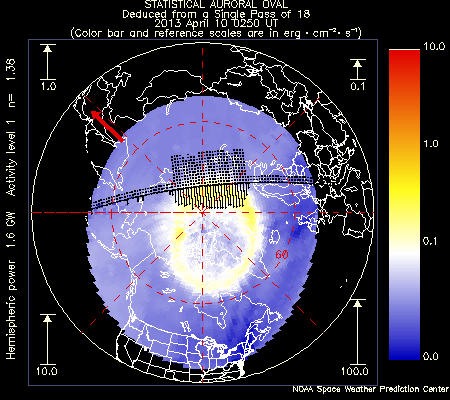 STATISTICAL AURORAL OVAL
Deduced from a Single Pass of 18
2013 April 10 0250 UT
(Color bar and reference scales are in erg · cm⁻² · s⁻¹)
1.0
0.1
10.0
1.0
0.1
0.0
60
10.0
100.0
Hemispheric power 1.6 GW Activity level 1 n= 1.38
NOAA Space Weather Prediction Center